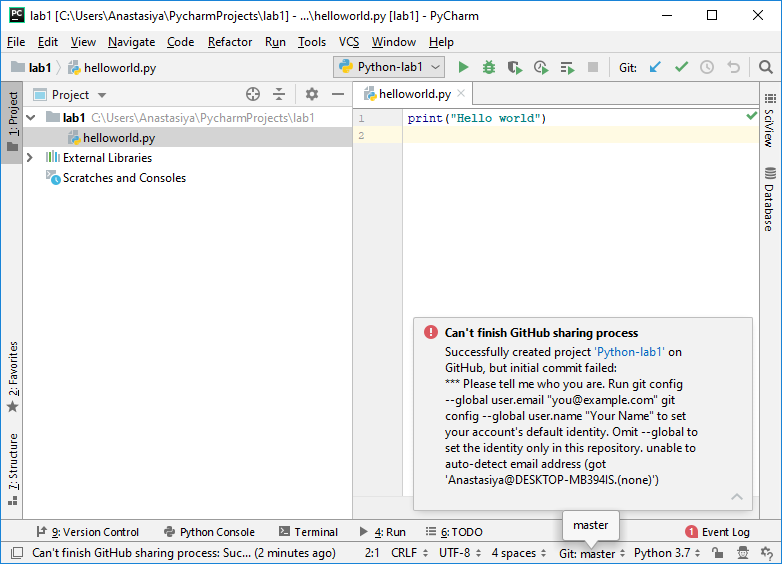 lab1 [C:\Users\Anastasiya\PycharmProjects\lab1] - ...\helloworld.py [lab1] - PyCharm
File Edit View Navigate Code Refactor Run Tools VCS Window Help
lab1 helloworld.py Python-lab1 Git:
1: Project
Project
helloworld.py
lab1 C:\Users\Anastasiya\PycharmProjects\lab1
helloworld.py
External Libraries
Scratches and Consoles
1 print("Hello world")
2
SciView
Database
2: Favorites
7: Structure
Can't finish GitHub sharing process
Successfully created project 'Python-lab1' on
GitHub, but initial commit failed:
*** Please tell me who you are. Run git config
--global user.email "you@example.com" git
config --global user.name "Your Name" to set
your account's default identity. Omit --global to
set the identity only in this repository. unable to
auto-detect email address (got
'Anastasiya@DESKTOP-MB394IS.(none)')
master
9: Version Control Python Console Terminal 4: Run 6: TODO 1 Event Log
Can't finish GitHub sharing process: Suc... (2 minutes ago) 2:1 CRLF UTF-8 4 spaces Git: master Python 3.7